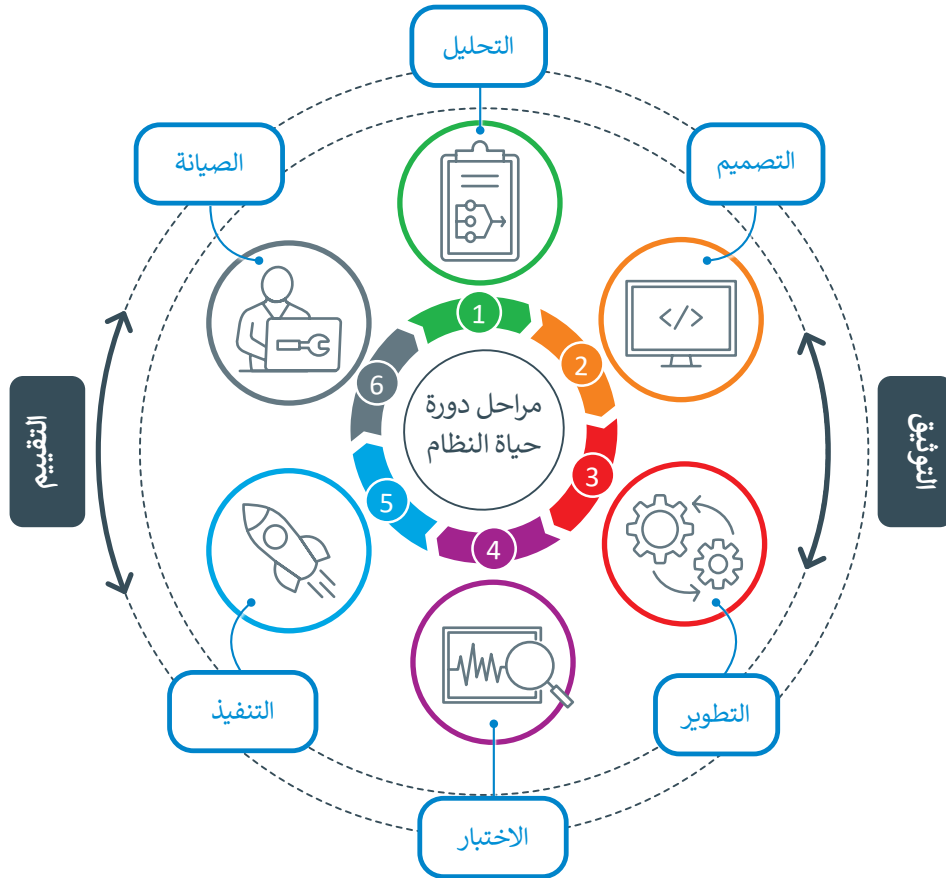 التحليل
التصميم
الصيانة
1
2
3
4
5
6
مراحل دورة
حياة النظام
التوثيق
التقييم
التطوير
التنفيذ
الاختبار